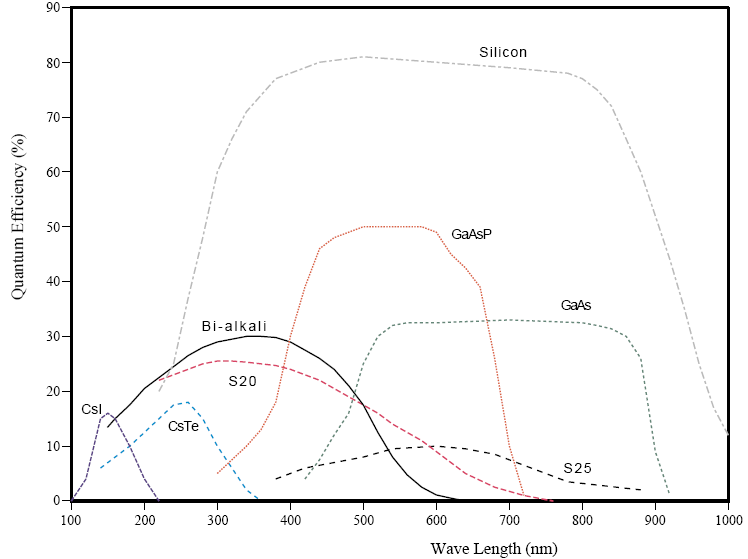 90
Silicon
80
70
60
50
GaAsP
40
GaAs
30
Bi-alkali
S20
20
CsI
CsTe
10
S25
0
100 200 300 400 500 600 700 800 900 1000
Wave Length (nm)
Quantum Efficiency (%)